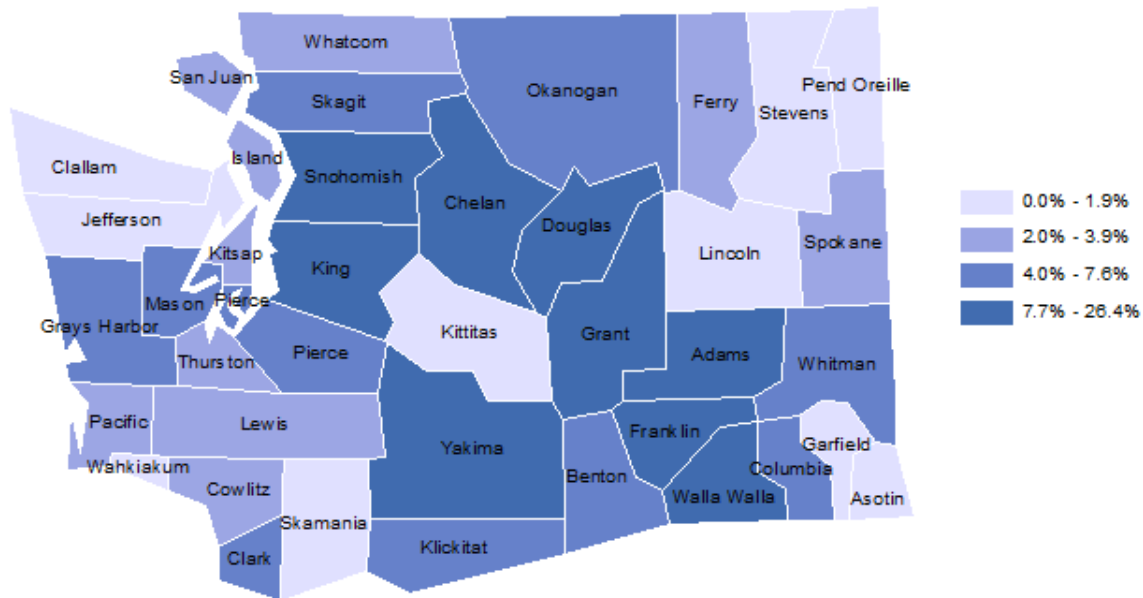 Whatcom
San Juan
Skagit
Okanogan
Ferry
Stevens
Pend Oreille
Island
Clallam
Snohomish
Chelan
Jefferson
Douglas
Kitsap
King
Lincoln
Spokane
Mason
Pierce
Grays Harbor
Kittitas
Grant
Thurston
Pierce
Adams
Whitman
Pacific
Lewis
Yakima
Franklin
Garfield
Wahkiakum
Cowlitz
Benton
Columbia
Walla Walla
Asotin
Skamania
Clark
Klickitat
0.0% - 1.9%
2.0% - 3.9%
4.0% - 7.6%
7.7% - 26.4%